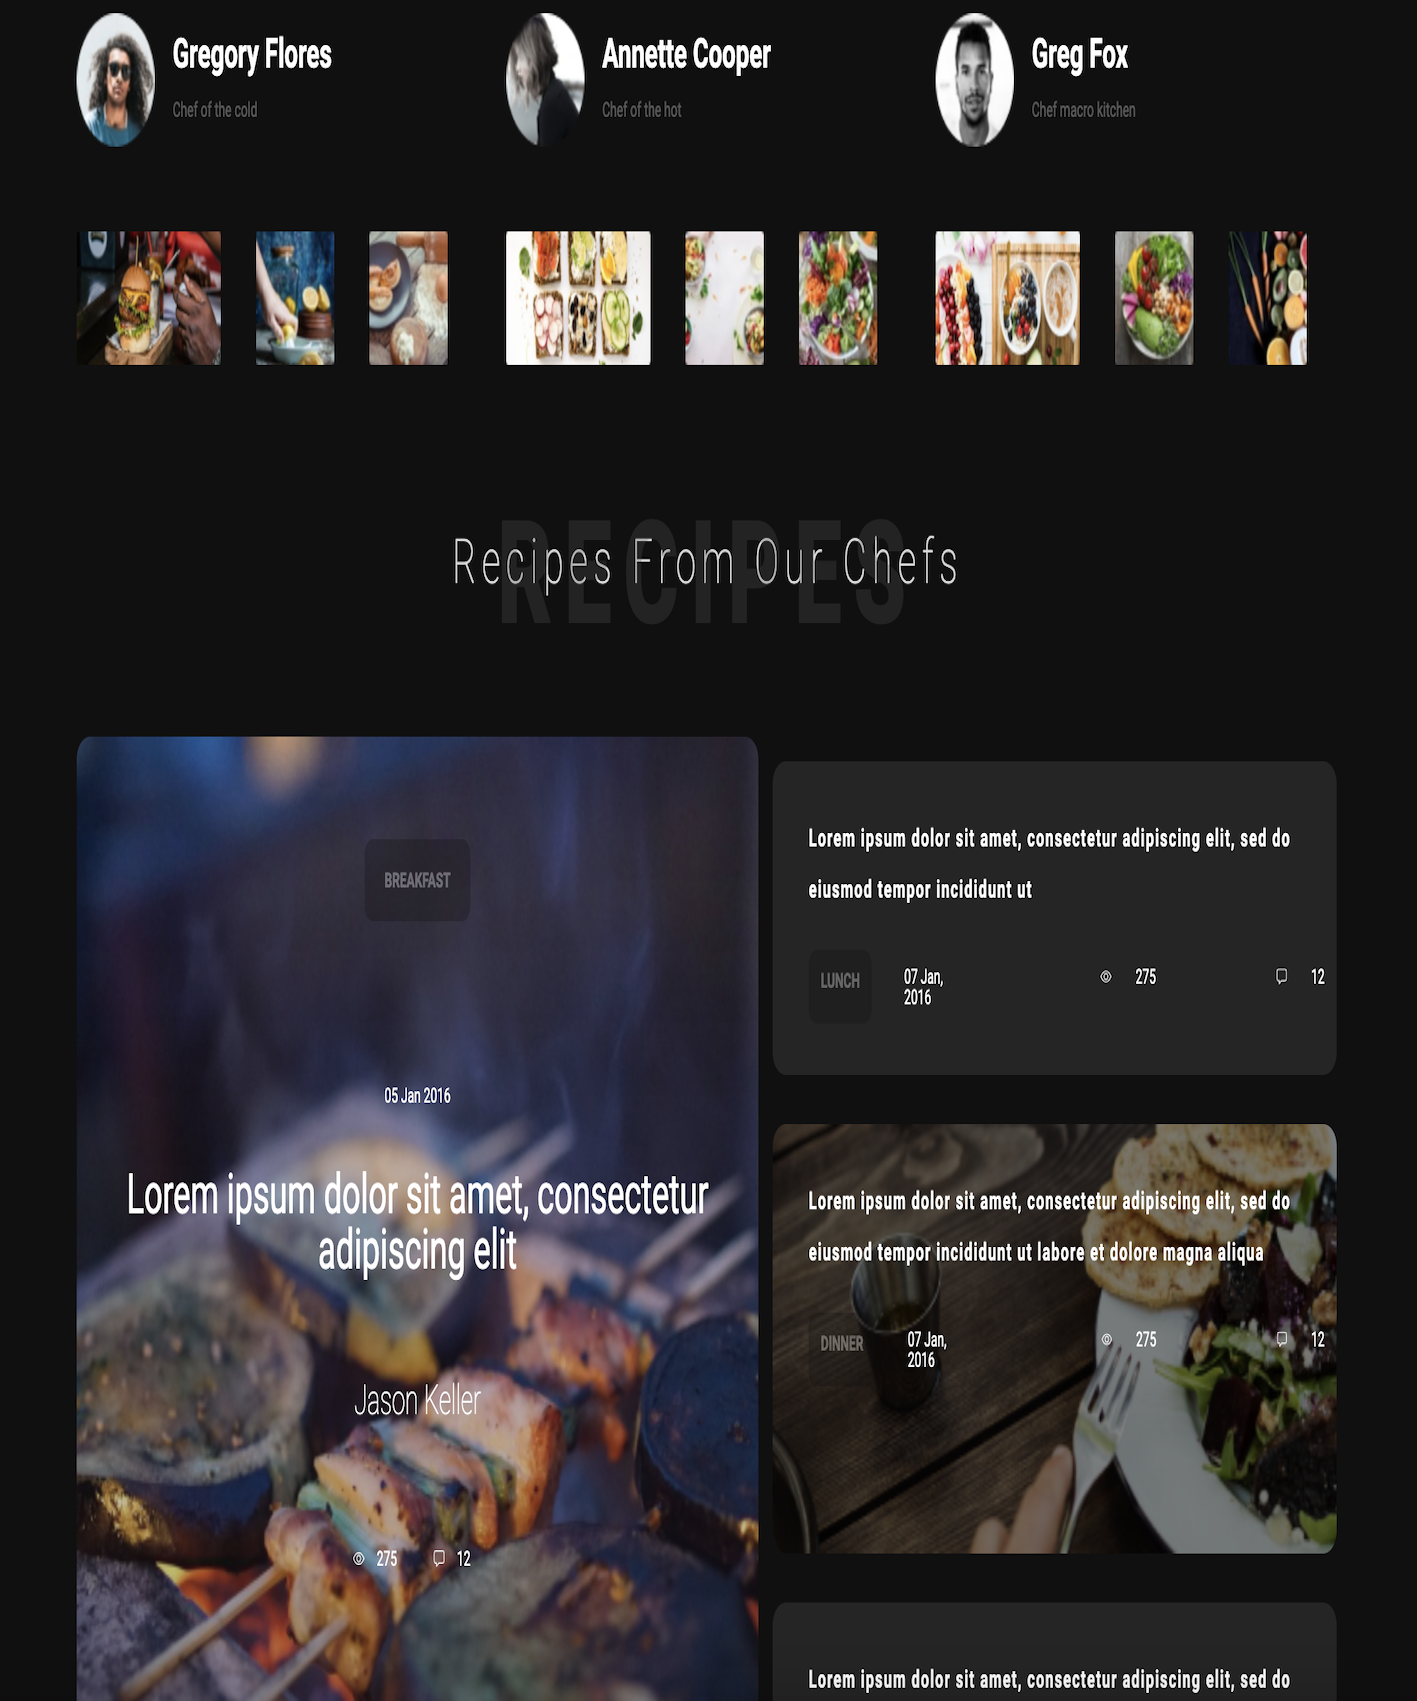 Gregory Flores
Chef of the cold
Annette Cooper
Chef of the hot
Greg Fox
Chef macro kitchen
RECIPES
Recipes From Our Chefs
BREAKFAST
05 Jan 2016
Lorem ipsum dolor sit amet, consectetur
adipiscing elit
Jason Keller
275 12
Lorem ipsum dolor sit amet, consectetur adipiscing elit, sed do
eiusmod tempor incididunt ut
LUNCH 07 Jan, 275 12
2016
Lorem ipsum dolor sit amet, consectetur adipiscing elit, sed do
eiusmod tempor incididunt ut labore et dolore magna aliqua
DINNER 07 Jan, 275 12
2016
Lorem ipsum dolor sit amet, consectetur adipiscing elit, sed do